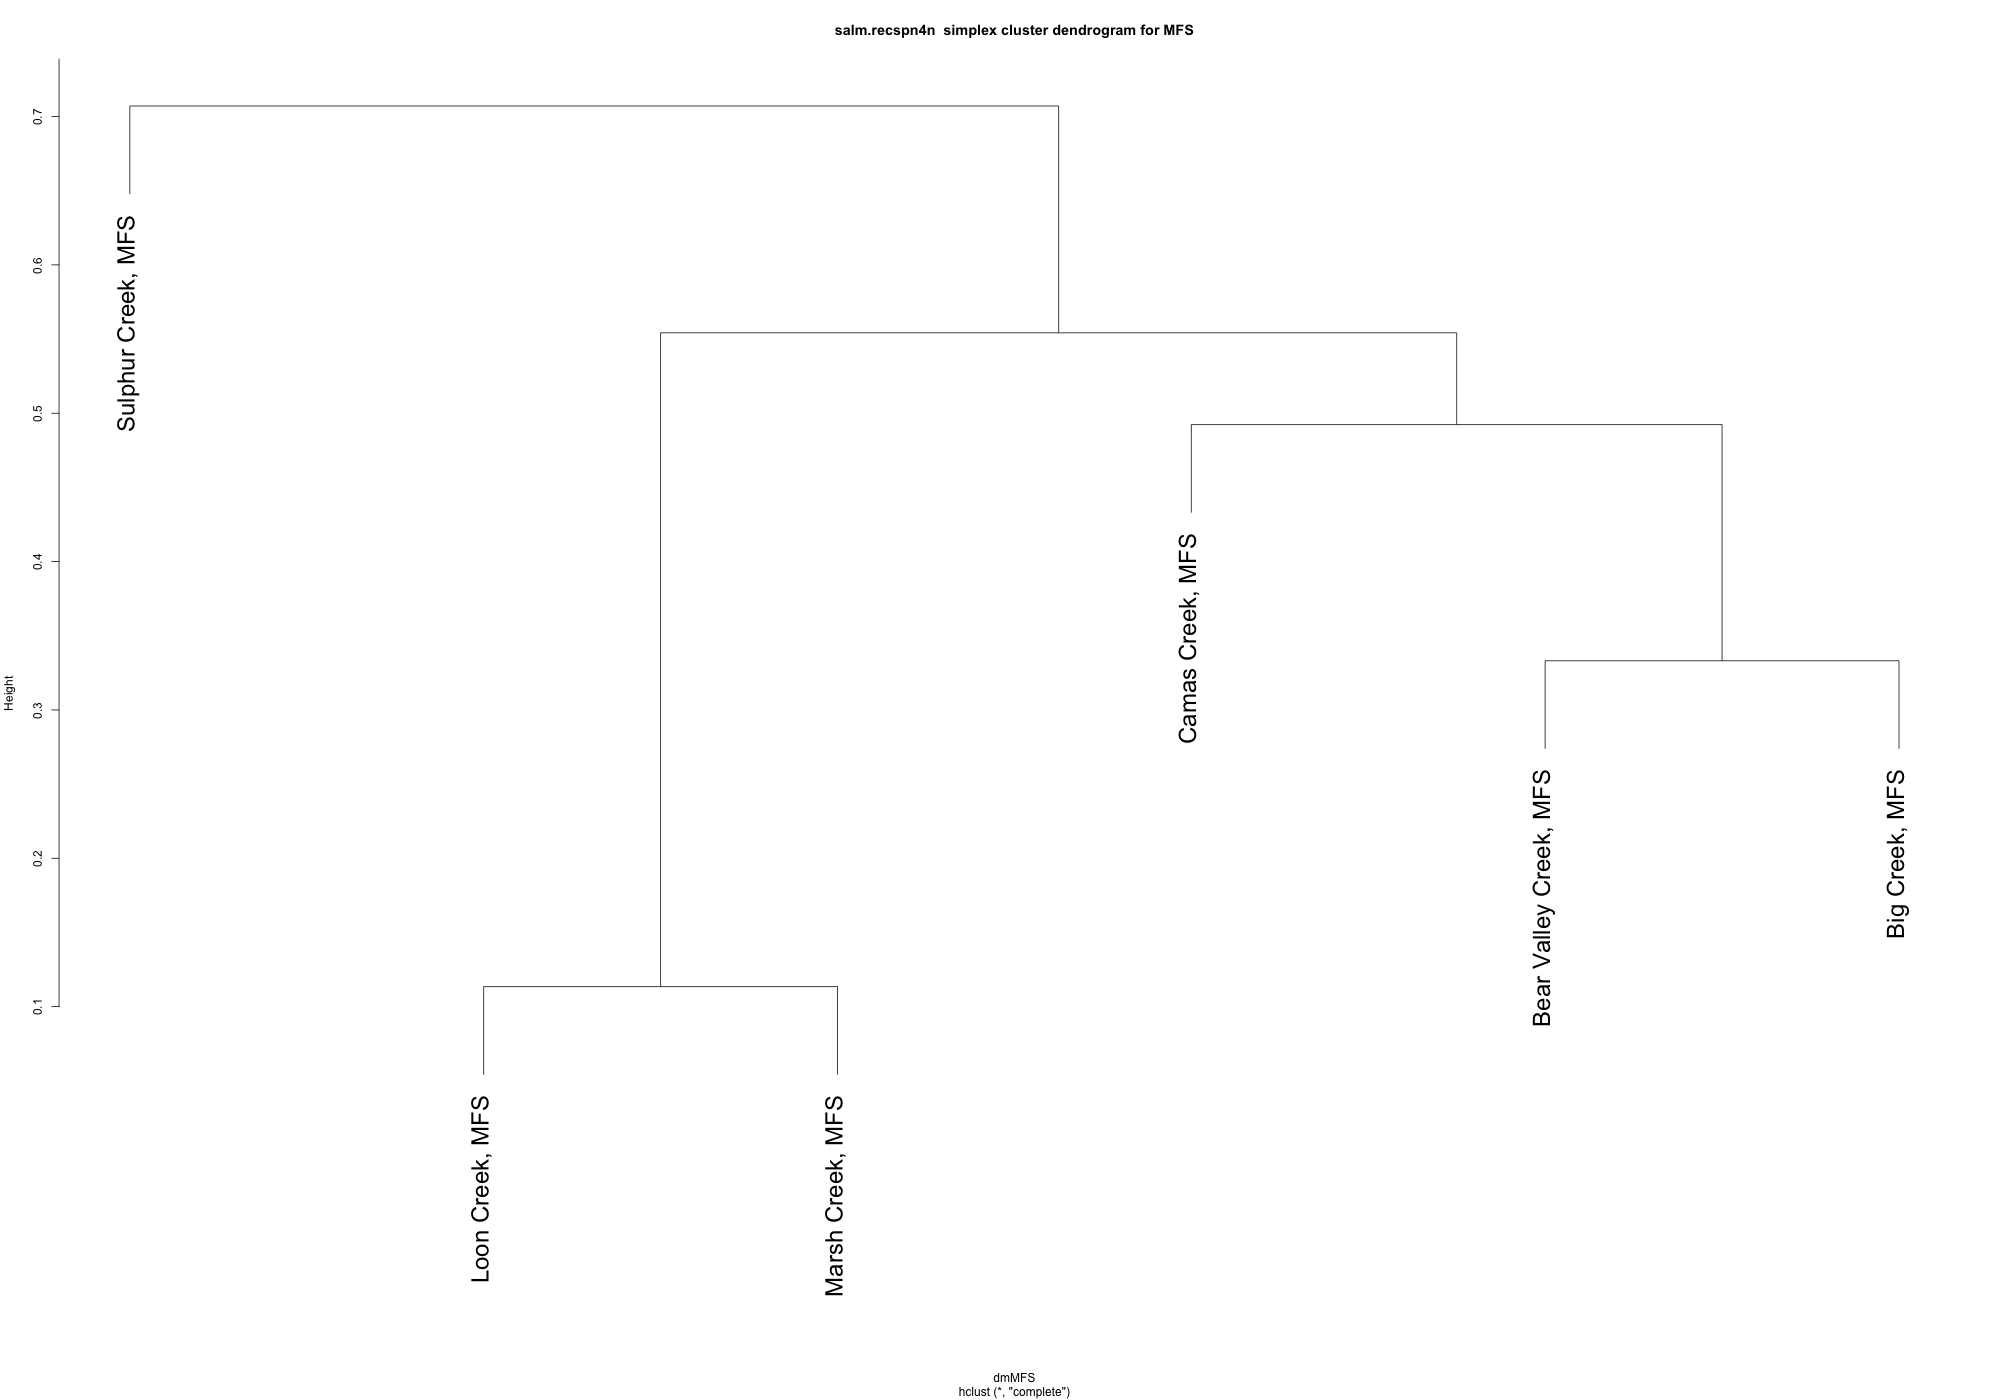 salm.recspn4n  simplex cluster dendrogram for MFS
Height
0.7
0.6
0.5
0.4
0.3
0.2
0.1
Sulphur Creek, MFS
Loon Creek, MFS
Marsh Creek, MFS
Camas Creek, MFS
Bear Valley Creek, MFS
Big Creek, MFS
dmMFS
hclust (*, "complete")